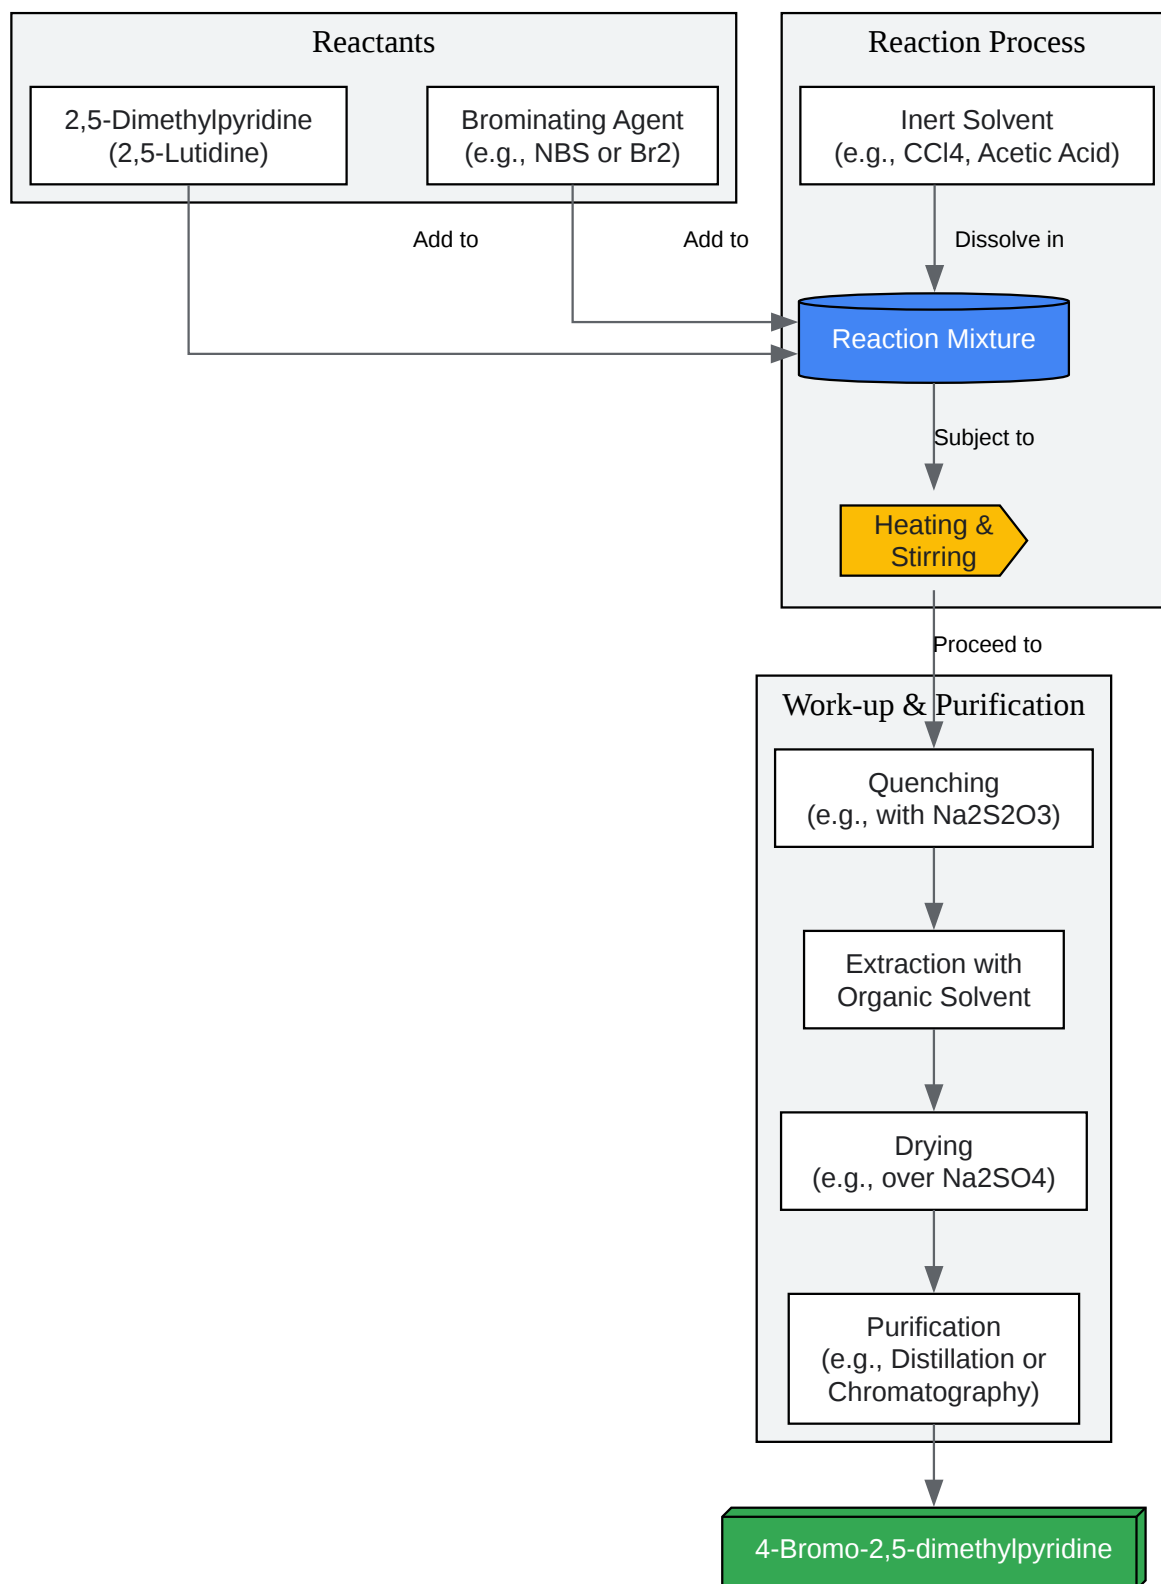 Reactants
2,5-Dimethylpyridine
(2,5-Lutidine)
Brominating Agent
(e.g., NBS or Br2)
Reaction Process
Inert Solvent
(e.g., CCl4, Acetic Acid)
Add to
Add to
Dissolve in
Reaction Mixture
Subject to
Heating &
Stirring
Proceed to
Work-up & Purification
Quenching
(e.g., with Na2S2O3)
Extraction with
Organic Solvent
Drying
(e.g., over Na2SO4)
Purification
(e.g., Distillation or
Chromatography)
4-Bromo-2,5-dimethylpyridine